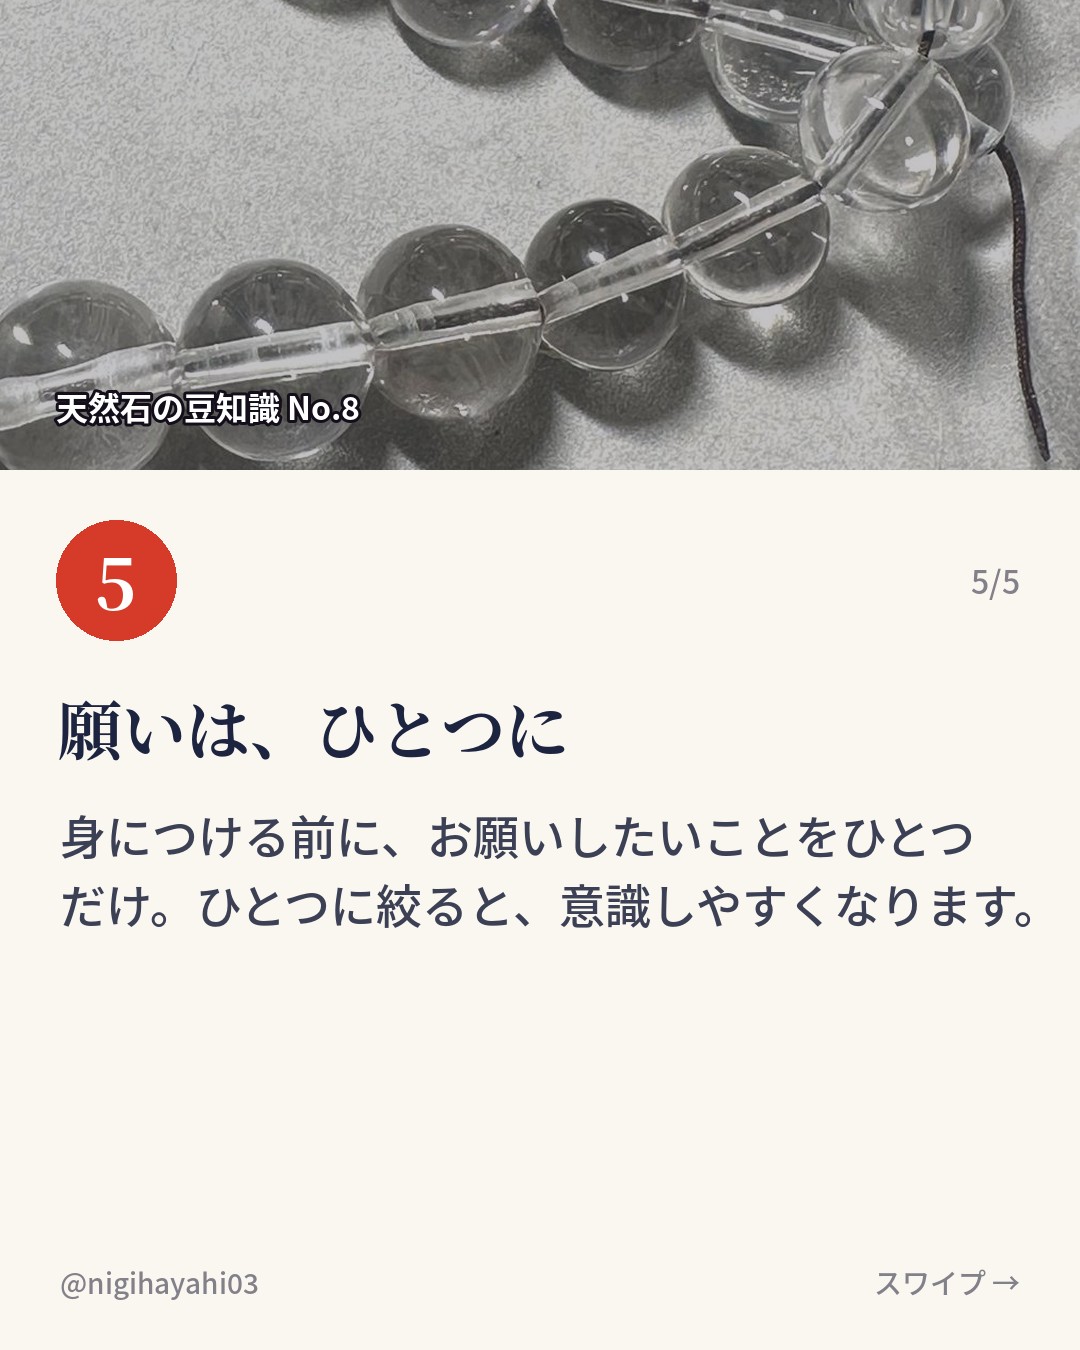 天然石の豆知識 No.8
5
5/5
願いは、ひとつに
身につける前に、お願いしたいことをひとつ
だけ。ひとつに絞ると、意識しやすくなります。
@nigihayahi03
スワイプ →